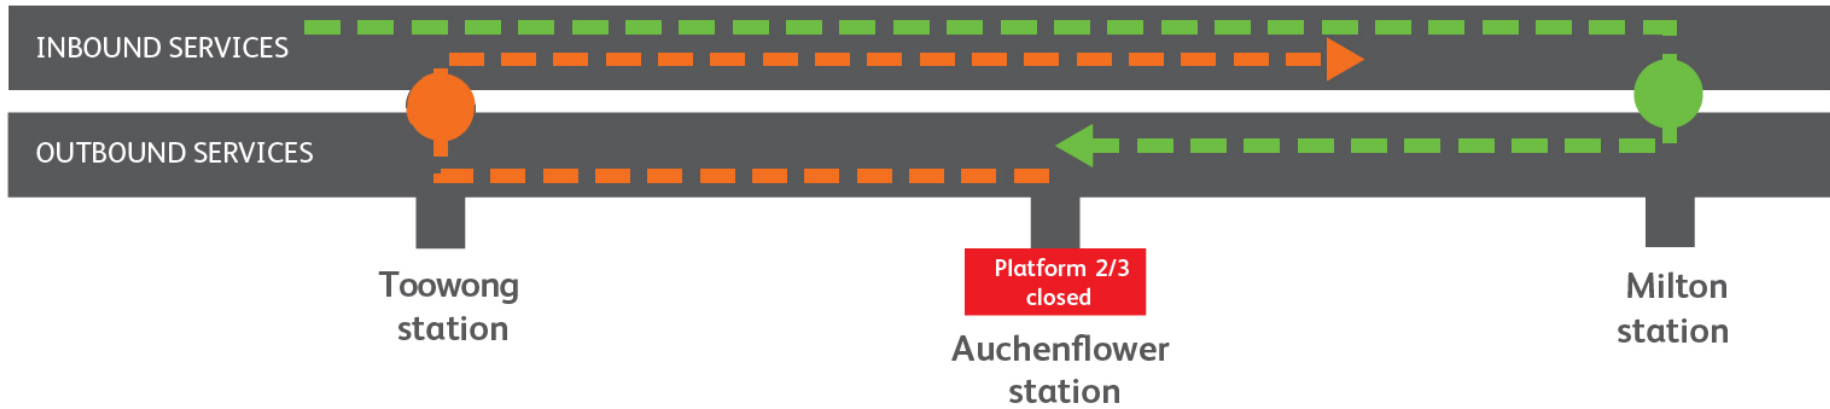 INBOUND SERVICES
OUTBOUND SERVICES
Toowong
station
Platform 2/3
closed
Auchenflower
station
Milton
station